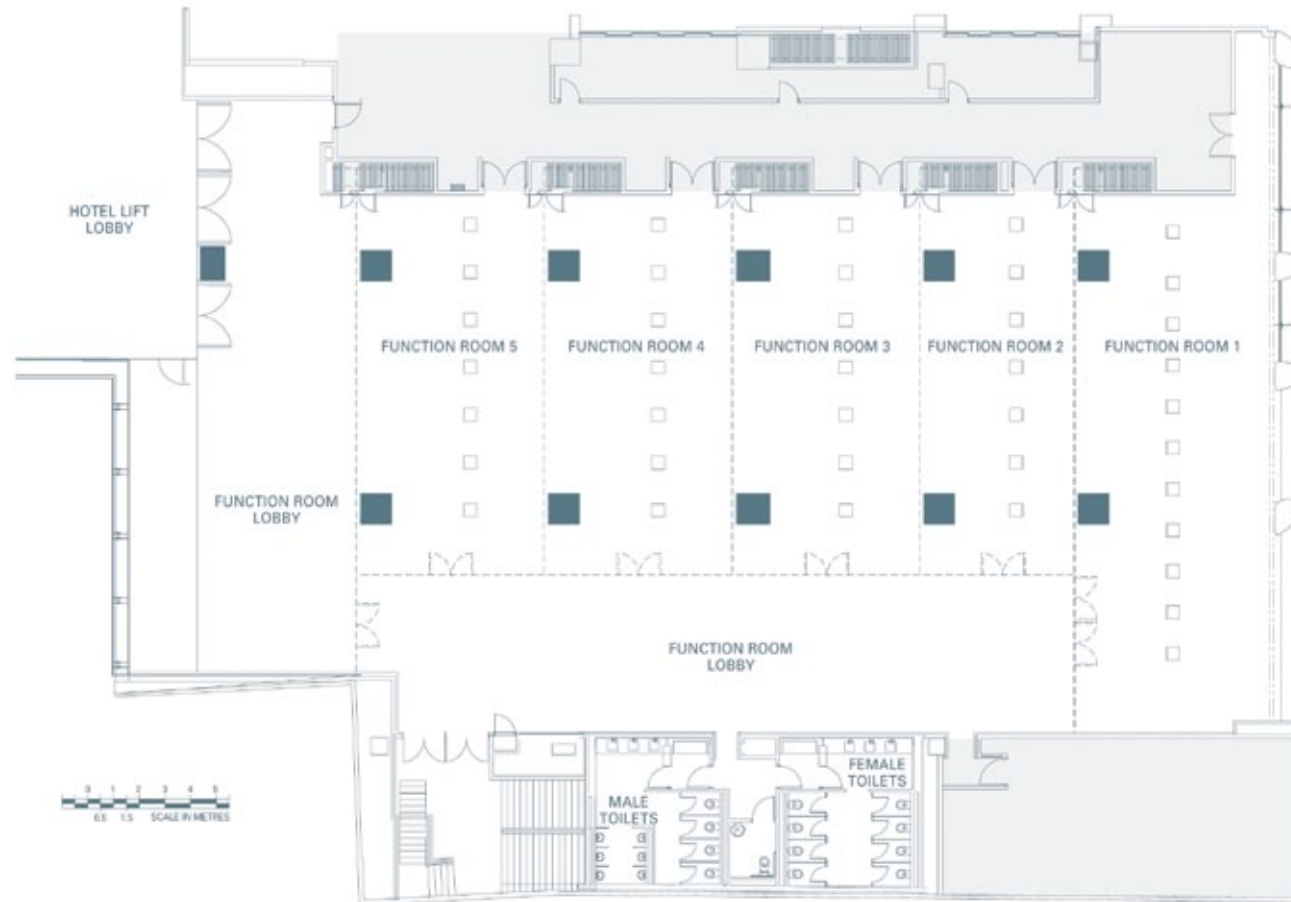 HOTEL LIFT
LOBBY
FUNCTION ROOM 5
FUNCTION ROOM 4
FUNCTION ROOM 3
FUNCTION ROOM 2
FUNCTION ROOM 1
FUNCTION ROOM
LOBBY
FUNCTION ROOM
LOBBY
FEMALE
TOILETS
MALE
TOILETS
0 1 2 3 4 5
0.5 1.5 SCALE IN METRES